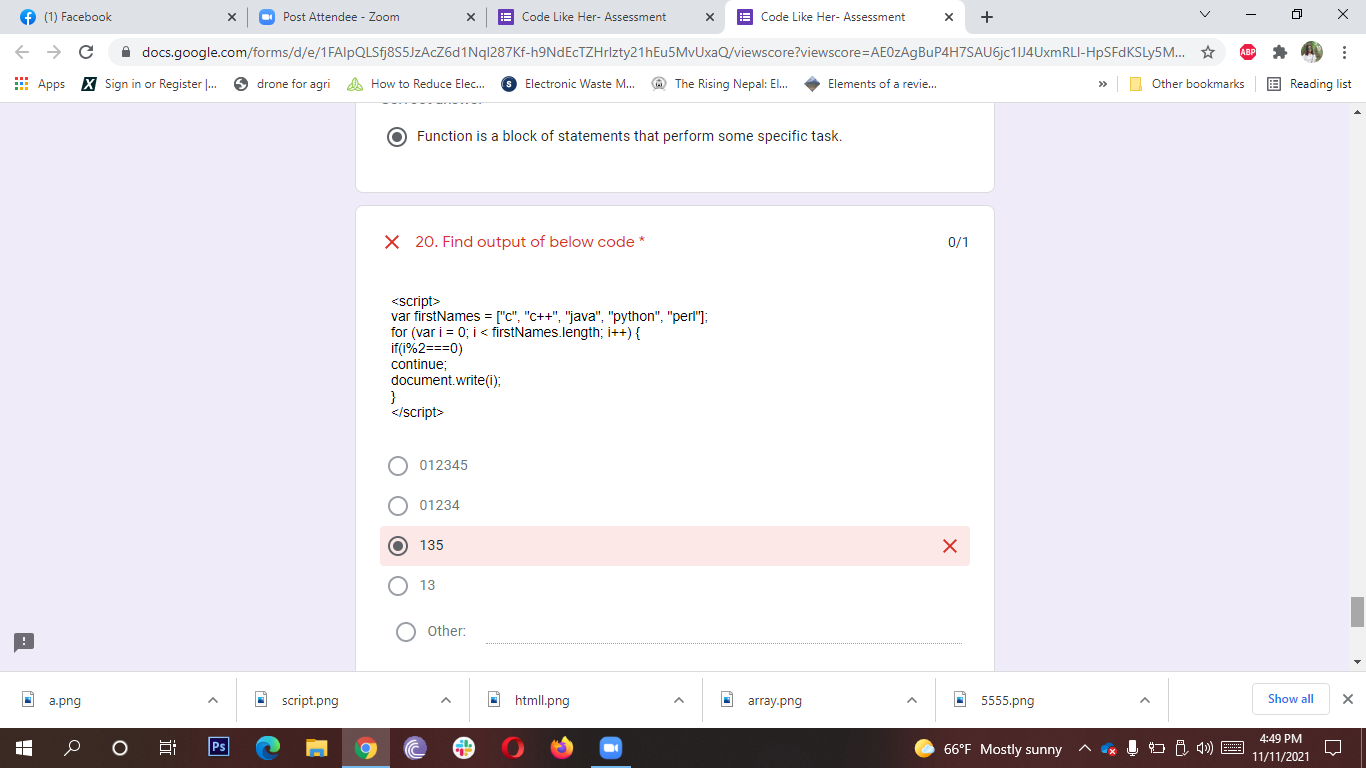 (1) Facebook
Post Attendee - Zoom
Code Like Her- Assessment
Code Like Her- Assessment
docs.google.com/forms/d/e/1FAIpQLSfj8S5JzAcZ6d1NqI287Kf-h9NdEcTZHrIzty21hEu5MvUxaQ/viewscore?viewscore=AE0zAgBuP4H7SAU6jc1IJ4UxmRLI-HpSFdKSLy5M...
ABP
Apps
Sign in or Register |...
drone for agri
How to Reduce Elec...
Electronic Waste M...
The Rising Nepal: El...
Elements of a revie...
»
Other bookmarks
Reading list
Function is a block of statements that perform some specific task.
20. Find output of below code *
0/1
<script>
var firstNames = ["c", "c++", "java", "python", "perl"];
for (var i = 0; i < firstNames.length; i++) {
if(i%2===0)
continue;
document.write(i);
}
</script>
012345
01234
135
13
Other:
a.png
script.png
htmll.png
array.png
5555.png
Show all
Ps
66°F Mostly sunny
4:49 PM
11/11/2021